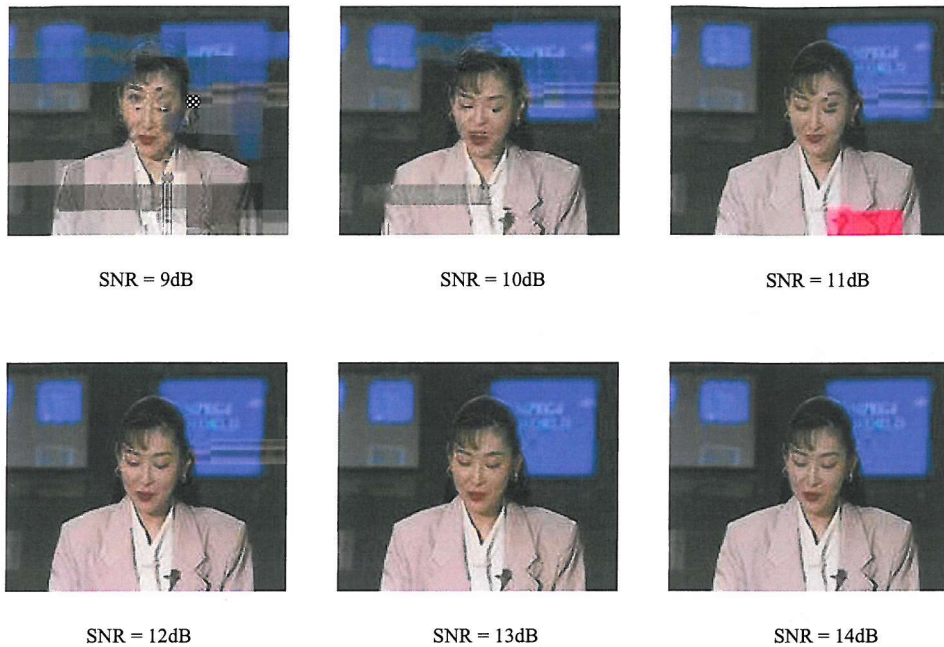 SNR = 9dB
SNR = 10dB
SNR = 11dB
SNR = 12dB
SNR = 13dB
SNR = 14dB